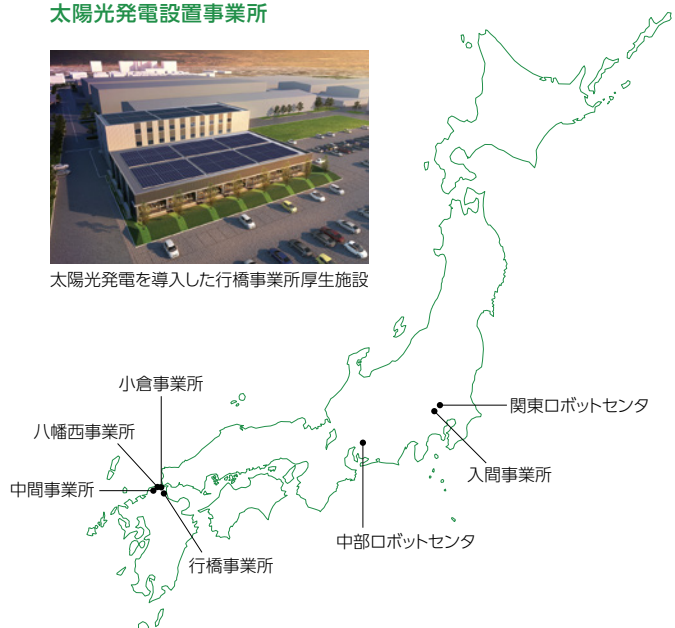 太陽光発電設置事業所
太陽光発電を導入した行橋事業所厚生施設
小倉事業所
八幡西事業所
中間事業所
行橋事業所
関東ロボットセンタ
入間事業所
中部ロボットセンタ